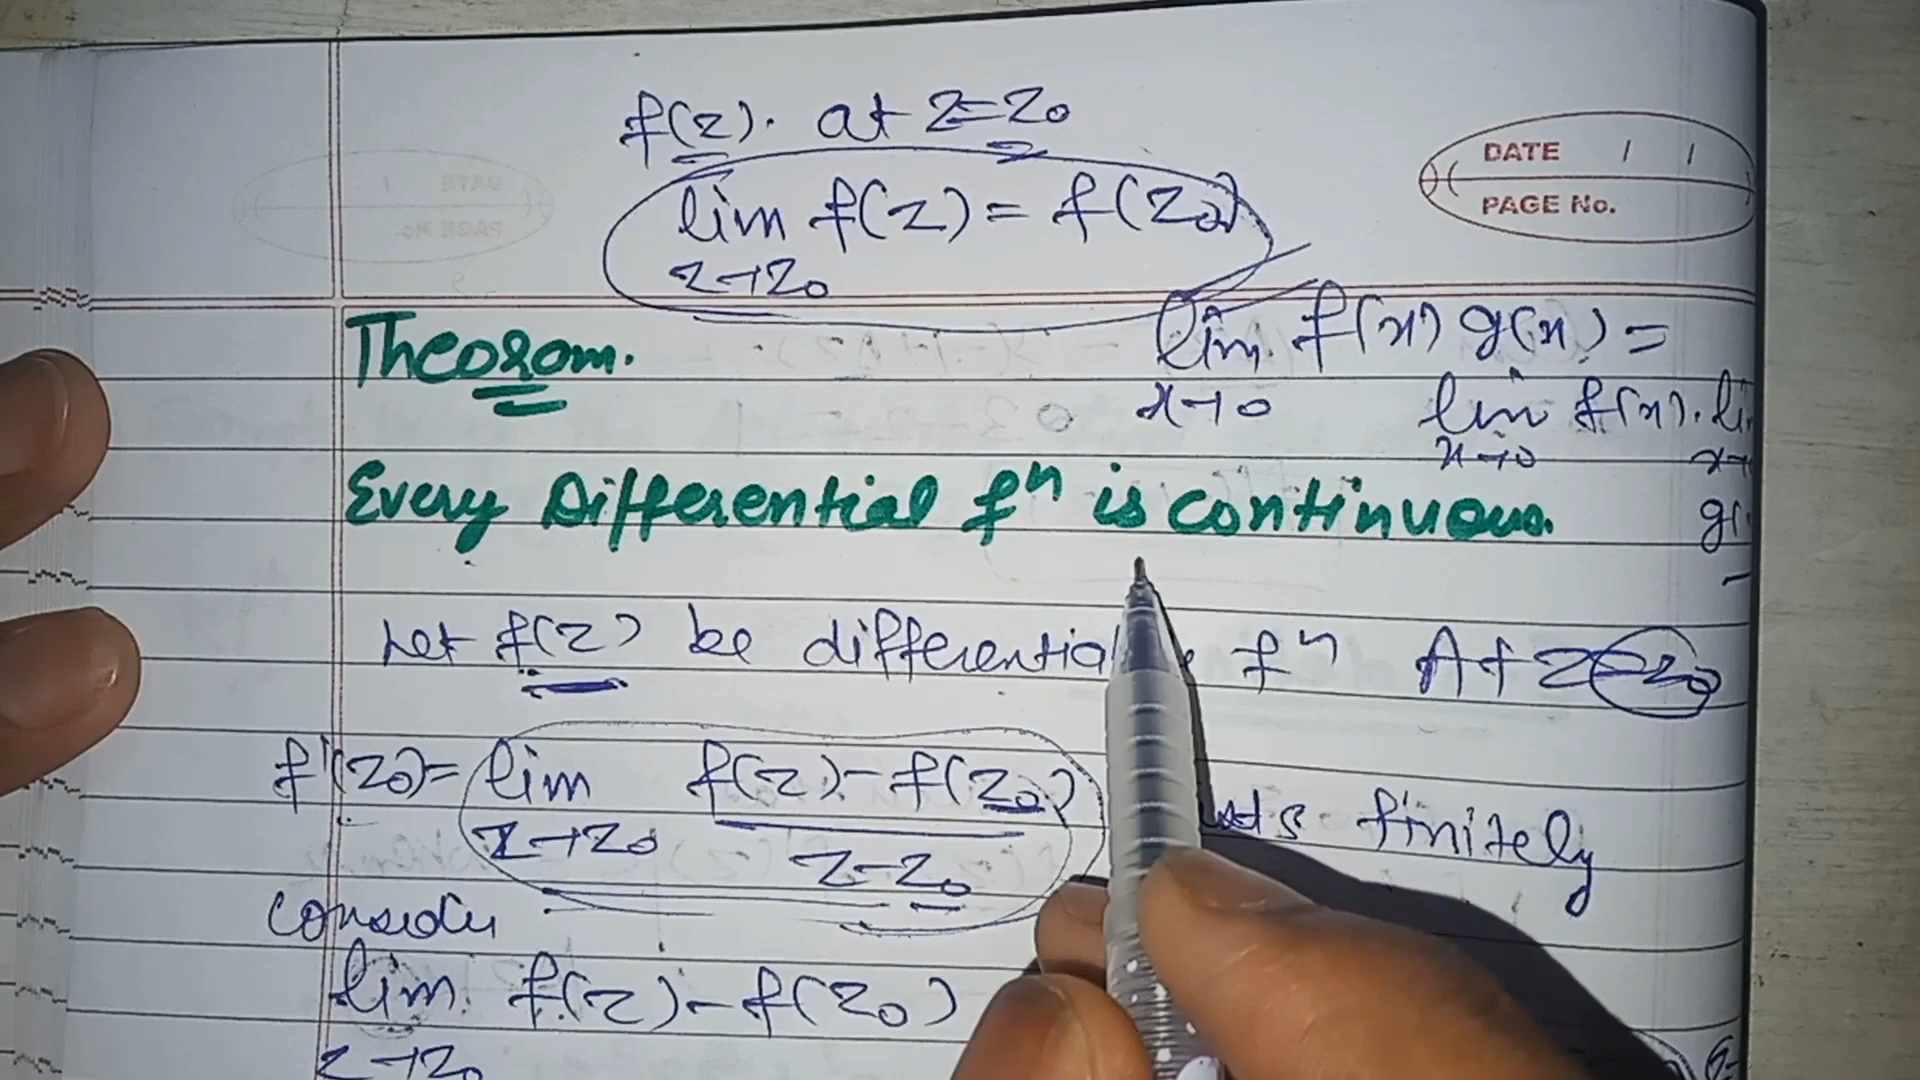 f(z). at z=z₀
lim f(z) = f(z₀)
z→z₀
DATE / /
PAGE No.
Theorem.
lim f(x) g(x) =
x→0
lim f(x). li
x→0 x→
g(
Every Differential fⁿ is continuous.
Let f(z) be differential fⁿ At z=z₀
f'(z₀)= lim f(z)-f(z₀) finitely
z→z₀ z-z₀
consider
lim f(z)-f(z₀)
z→z₀